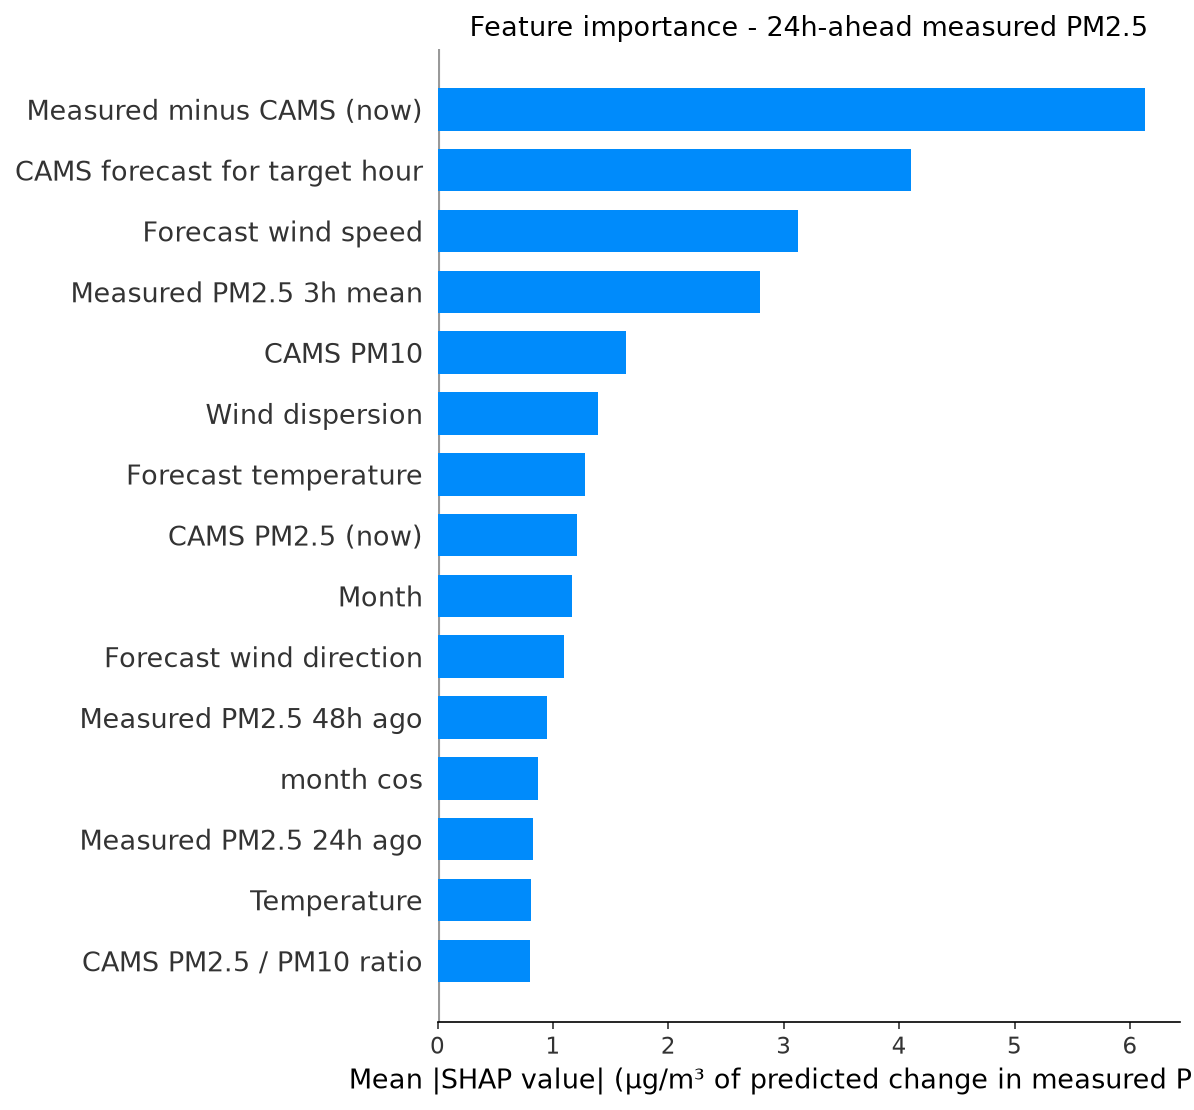 Feature importance - 24h-ahead measured PM2.5
Measured minus CAMS (now)
CAMS forecast for target hour
Forecast wind speed
Measured PM2.5 3h mean
CAMS PM10
Wind dispersion
Forecast temperature
CAMS PM2.5 (now)
Month
Forecast wind direction
Measured PM2.5 48h ago
month cos
Measured PM2.5 24h ago
Temperature
CAMS PM2.5 / PM10 ratio
0 1 2 3 4 5 6
Mean |SHAP value| (µg/m³ of predicted change in measured P